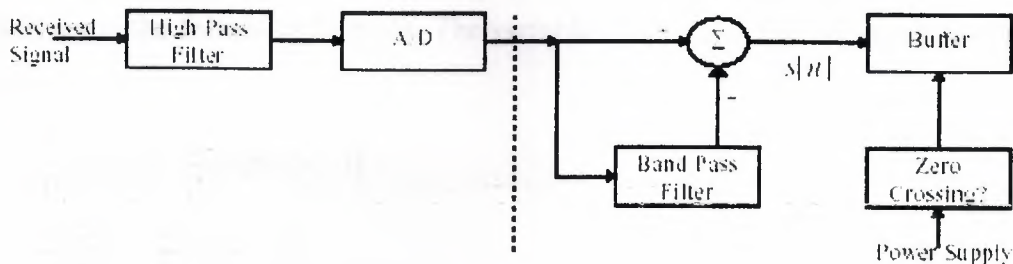 Received
Signal
High Pass
Filter
A/D
Σ
-
S[n]
Buffer
Band Pass
Filter
Zero
Crossing?
Power Supply